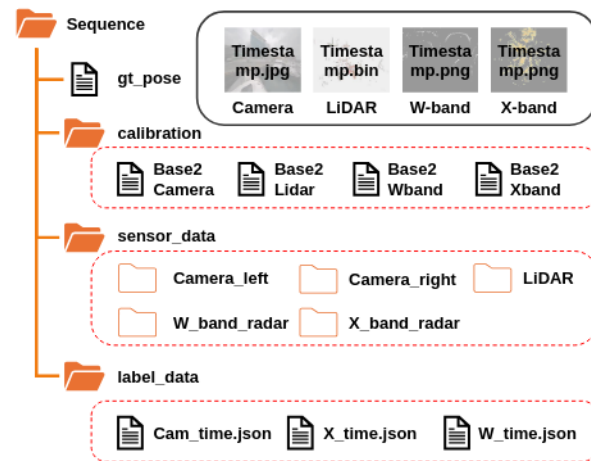 Sequence
Timesta
mp.jpg
Timesta
mp.bin
Timesta
mp.png
Timesta
mp.png
Camera
LiDAR
W-band
X-band
gt_pose
calibration
Base2
Camera
Base2
Lidar
Base2
Wband
Base2
Xband
sensor_data
Camera_left
Camera_right
LiDAR
W_band_radar
X_band_radar
label_data
Cam_time.json
X_time.json
W_time.json